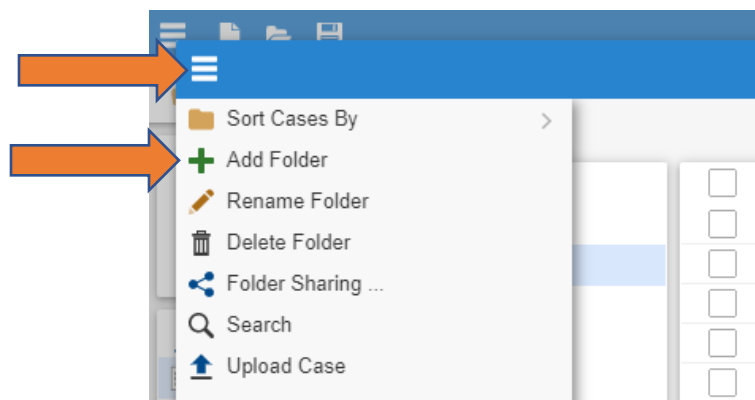 Sort Cases By
Add Folder
Rename Folder
Delete Folder
Folder Sharing ...
Search
Upload Case